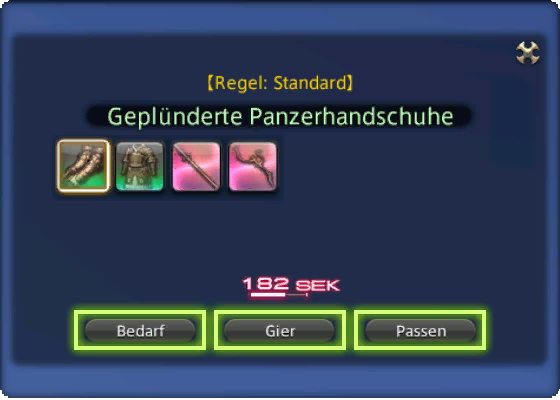 【Regel: Standard】
Geplünderte Panzerhandschuhe
182 SEK
Bedarf Gier Passen